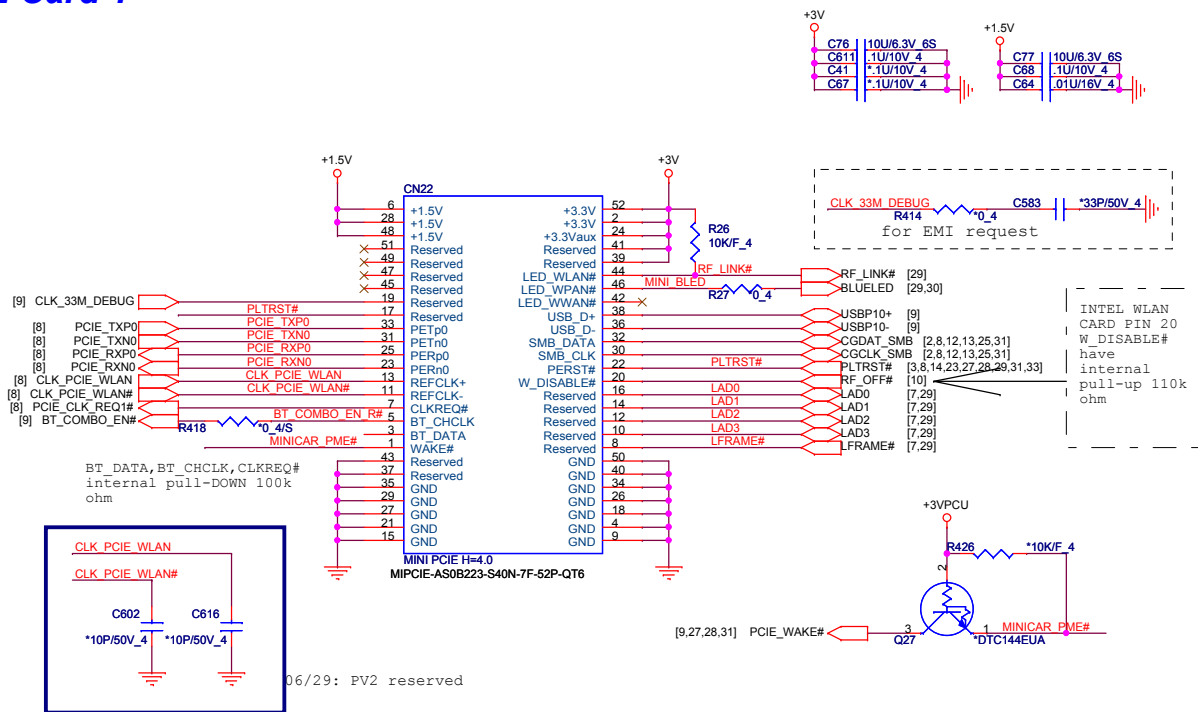 Card 1
+3V
C76 10U/6.3V_6S
C611 .1U/10V_4
C41 *.1U/10V_4
C67 *.1U/10V_4
+1.5V
C77 10U/6.3V_6S
C68 .1U/10V_4
C64 .01U/16V_4
+1.5V
+3V
CN22
6 +1.5V +3.3V 52
28 +1.5V +3.3V 2
48 +1.5V +3.3Vaux 24
51 Reserved Reserved 41
49 Reserved Reserved 39
47 Reserved LED_WLAN# 44
45 Reserved LED_WPAN# 46
19 Reserved LED_WWAN# 42
17 Reserved USB_D+ 38
33 PETp0 USB_D- 36
31 PETn0 SMB_DATA 32
25 PERp0 SMB_CLK 30
23 PERn0 PERST# 22
13 REFCLK+ W_DISABLE# 20
11 REFCLK- Reserved 16
7 CLKREQ# Reserved 14
5 BT_CHCLK Reserved 12
3 BT_DATA Reserved 10
1 WAKE# Reserved 8
43 Reserved GND 50
37 Reserved GND 40
35 GND GND 34
29 GND GND 26
27 GND GND 18
21 GND GND 4
15 GND GND 9
MINI PCIE H=4.0
MIPCIE-AS0B223-S40N-7F-52P-QT6
[9] CLK_33M_DEBUG
PLTRST#
[8] PCIE_TXP0 PCIE_TXP0
[8] PCIE_TXN0 PCIE_TXN0
[8] PCIE_RXP0 PCIE_RXP0
[8] PCIE_RXN0 PCIE_RXN0
[8] CLK_PCIE_WLAN CLK_PCIE_WLAN
[8] CLK_PCIE_WLAN# CLK_PCIE_WLAN#
[8] PCIE_CLK_REQ1#
[9] BT_COMBO_EN# BT_COMBO_EN_R#
R418 *0_4/S
MINICAR_PME#
BT_DATA,BT_CHCLK,CLKREQ#
internal pull-DOWN 100k
ohm
R26
10K/F_4
RF_LINK# RF_LINK# [29]
MINI_BLED BLUELED [29,30]
R27 *0_4
USBP10+ [9]
USBP10- [9]
CGDAT_SMB [2,8,12,13,25,31]
CGCLK_SMB [2,8,12,13,25,31]
PLTRST# PLTRST# [3,8,14,23,27,28,29,31,33]
RF_OFF# [10]
LAD0 LAD0 [7,29]
LAD1 LAD1 [7,29]
LAD2 LAD2 [7,29]
LAD3 LAD3 [7,29]
LFRAME# LFRAME# [7,29]
CLK_33M_DEBUG
R414 *0_4
C583 *33P/50V_4
for EMI request
INTEL WLAN
CARD PIN 20
W_DISABLE#
have
internal
pull-up 110k
ohm
CLK_PCIE_WLAN
CLK_PCIE_WLAN#
C602
*10P/50V_4
C616
*10P/50V_4
06/29: PV2 reserved
+3VPCU
R426 *10K/F_4
2
[9,27,28,31] PCIE_WAKE# 3 1 MINICAR_PME#
Q27 *DTC144EUA